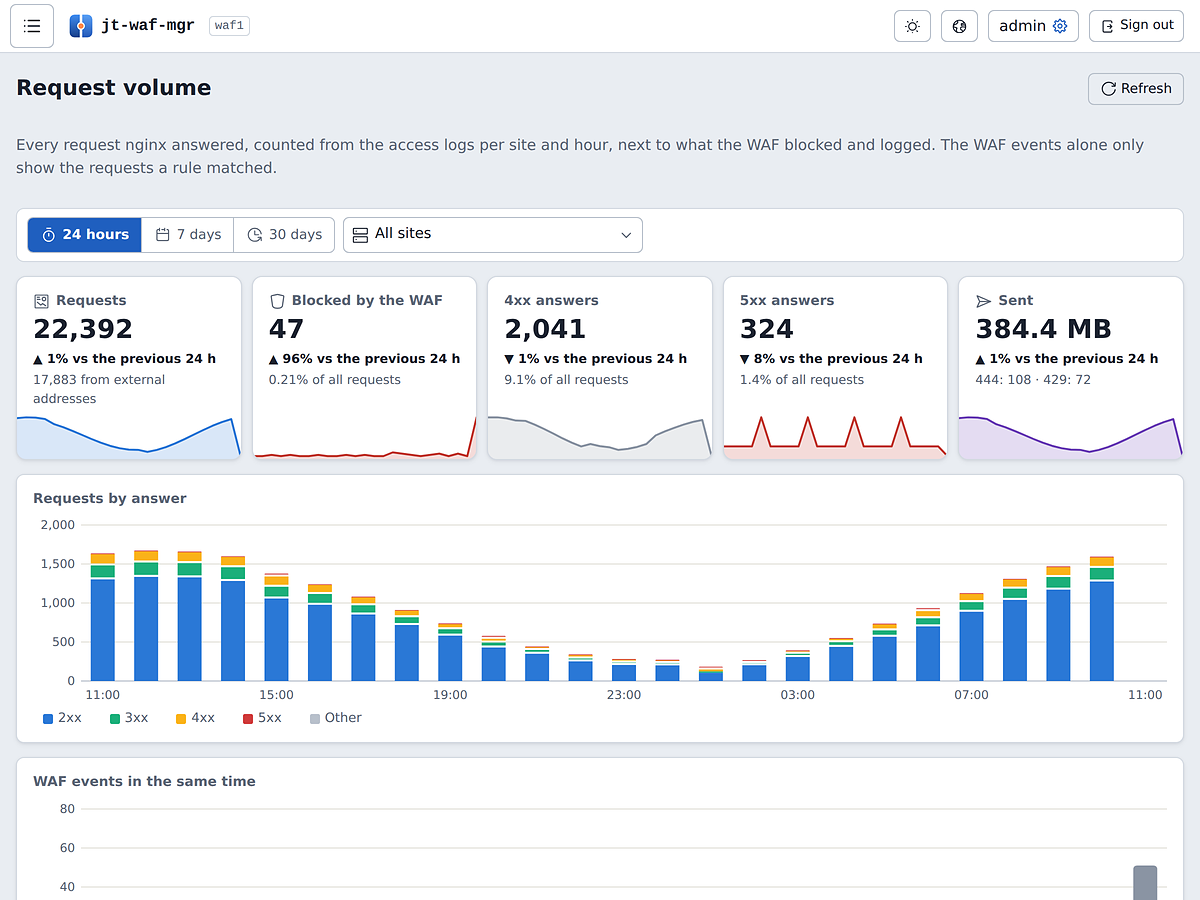 jt-waf-mgr waf1 admin Sign out
Request volume
Refresh
Every request nginx answered, counted from the access logs per site and hour, next to what the WAF blocked and logged. The WAF events alone only
show the requests a rule matched.
24 hours 7 days 30 days All sites
Requests
22,392
▲ 1% vs the previous 24 h
17,883 from external
addresses
Blocked by the WAF
47
▲ 96% vs the previous 24 h
0.21% of all requests
4xx answers
2,041
▼ 1% vs the previous 24 h
9.1% of all requests
5xx answers
324
▼ 8% vs the previous 24 h
1.4% of all requests
Sent
384.4 MB
▲ 1% vs the previous 24 h
444: 108 · 429: 72
Requests by answer
2,000
1,500
1,000
500
0
11:00 15:00 19:00 23:00 03:00 07:00 11:00
2xx 3xx 4xx 5xx Other
WAF events in the same time
80
60
40